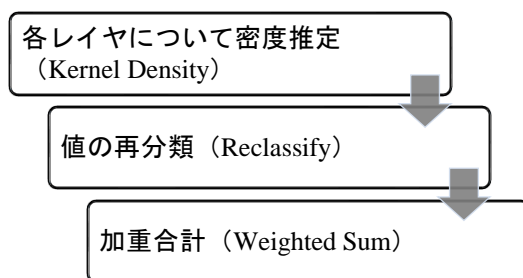 各レイヤについて密度推定
（Kernel Density）
値の再分類（Reclassify）
加重合計（Weighted Sum）